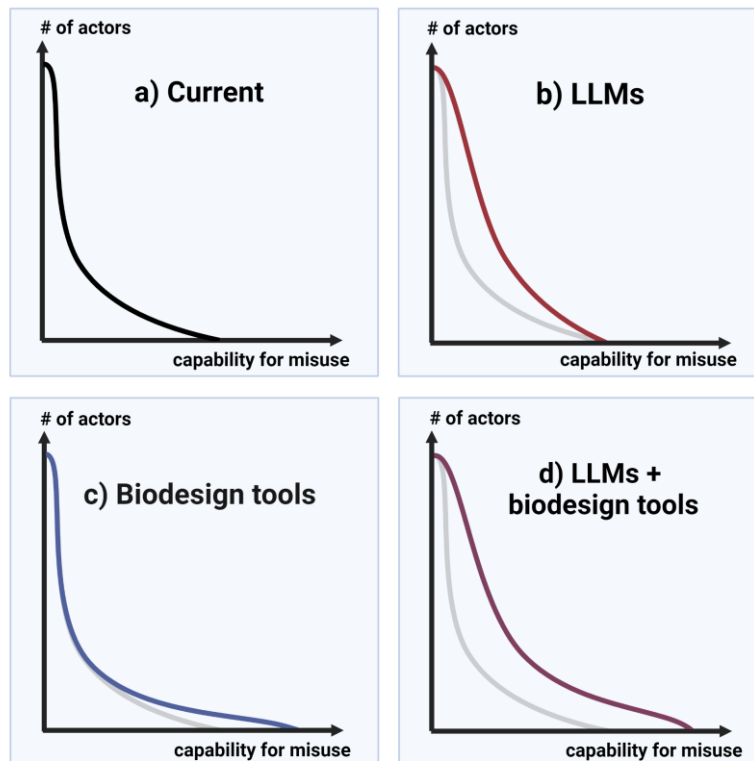 # of actors
a) Current
capability for misuse
# of actors
b) LLMs
capability for misuse
# of actors
c) Biodesign tools
capability for misuse
# of actors
d) LLMs +
biodesign tools
capability for misuse